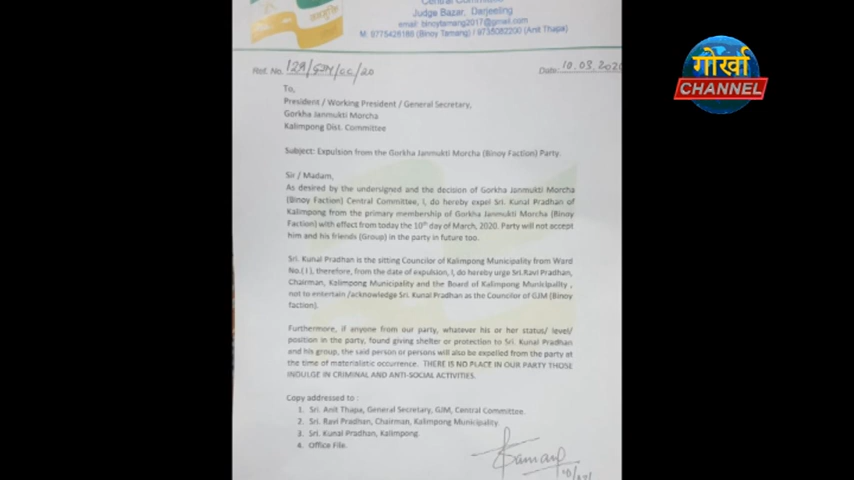 Central Committee
Judge Bazar, Darjeeling
email: binoytamang2017@gmail.com
M: 9775428186 (Binoy Tamang) / 9735082200 (Anit Thapa)
Ref. No. 129/GJM/CC/20
Date: 10.03.2020
To,
President / Working President / General Secretary,
Gorkha Janmukti Morcha
Kalimpong Dist. Committee
Subject: Expulsion from the Gorkha Janmukti Morcha (Binoy Faction) Party.
Sir / Madam,
As desired by the undersigned and the decision of Gorkha Janmukti Morcha
(Binoy Faction) Central Committee, I, do hereby expel Sri. Kunal Pradhan of
Kalimpong from the primary membership of Gorkha Janmukti Morcha (Binoy
Faction) with effect from today the 10th day of March, 2020. Party will not accept
him and his friends (Group) in the party in future too.
Sri. Kunal Pradhan is the sitting Councilor of Kalimpong Municipality from Ward
No.( I ), therefore, from the date of expulsion, I, do hereby urge Sri.Ravi Pradhan,
Chairman, Kalimpong Municipality and the Board of Kalimpong Municipality ,
not to entertain /acknowledge Sri. Kunal Pradhan as the Councilor of GJM (Binoy
faction).
Furthermore, if anyone from our party, whatever his or her status/ level/
position in the party, found giving shelter or protection to Sri. Kunal Pradhan
and his group, the said person or persons will also be expelled from the party at
the time of materialistic occurrence. THERE IS NO PLACE IN OUR PARTY THOSE
INDULGE IN CRIMINAL AND ANTI-SOCIAL ACTIVITIES.
Copy addressed to :
1. Sri. Anit Thapa, General Secretary, GJM, Central Committee.
2. Sri. Ravi Pradhan, Chairman, Kalimpong Municipality.
3. Sri. Kunal Pradhan, Kalimpong.
4. Office File.
गोर्खा
CHANNEL